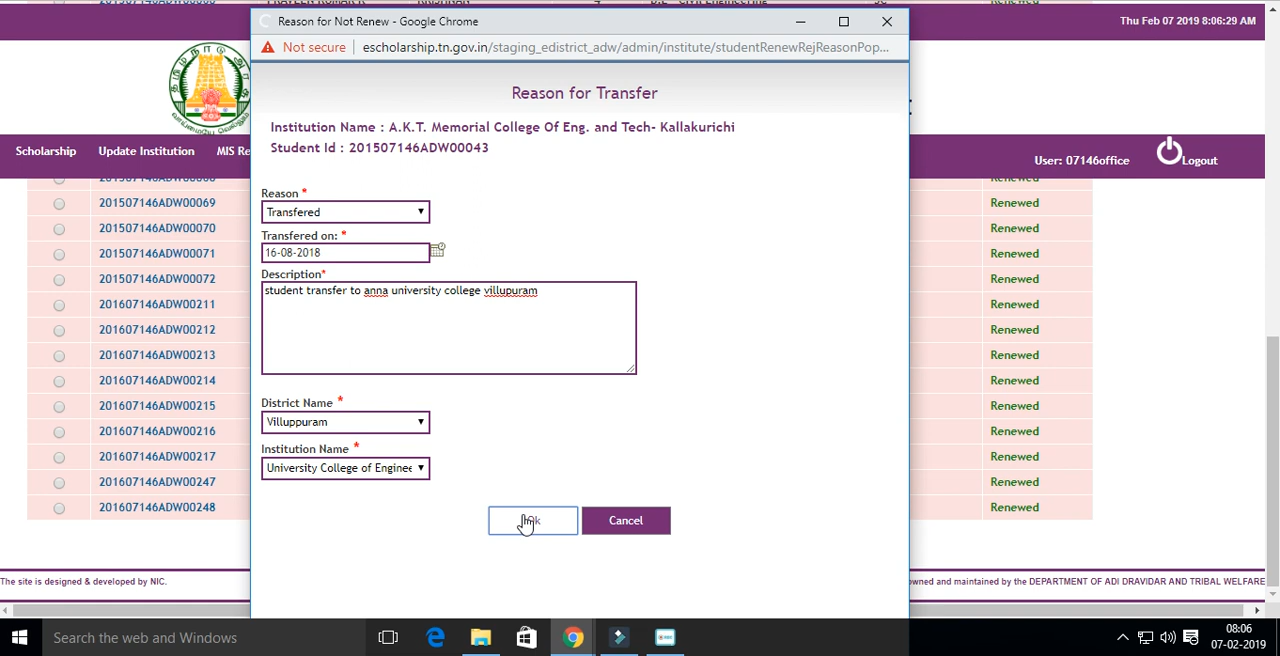 Reason for Not Renew - Google Chrome
Thu Feb 07 2019 8:06:29 AM
Not secure
escholarship.tn.gov.in/staging_edistrict_adw/admin/institute/studentRenewRejReasonPop...
Reason for Transfer
Institution Name : A.K.T. Memorial College Of Eng. and Tech- Kallakurichi
Student Id : 201507146ADW00043
Scholarship
Update Institution
MIS Re
User: 07146office
Logout
Renewed
201507146ADW00069
Renewed
201507146ADW00070
Renewed
201507146ADW00071
Renewed
201507146ADW00072
Renewed
201607146ADW00211
Renewed
201607146ADW00212
Renewed
201607146ADW00213
Renewed
201607146ADW00214
Renewed
201607146ADW00215
Renewed
201607146ADW00216
Renewed
201607146ADW00217
Renewed
201607146ADW00247
Renewed
201607146ADW00248
Renewed
Reason *
Transfered
Transfered on: *
16-08-2018
Description*
student transfer to anna university college villupuram
District Name *
Villuppuram
Institution Name *
University College of Enginee
Ok
Cancel
The site is designed & developed by NIC.
owned and maintained by the DEPARTMENT OF ADI DRAVIDAR AND TRIBAL WELFARE
Search the web and Windows
08:06
07-02-2019